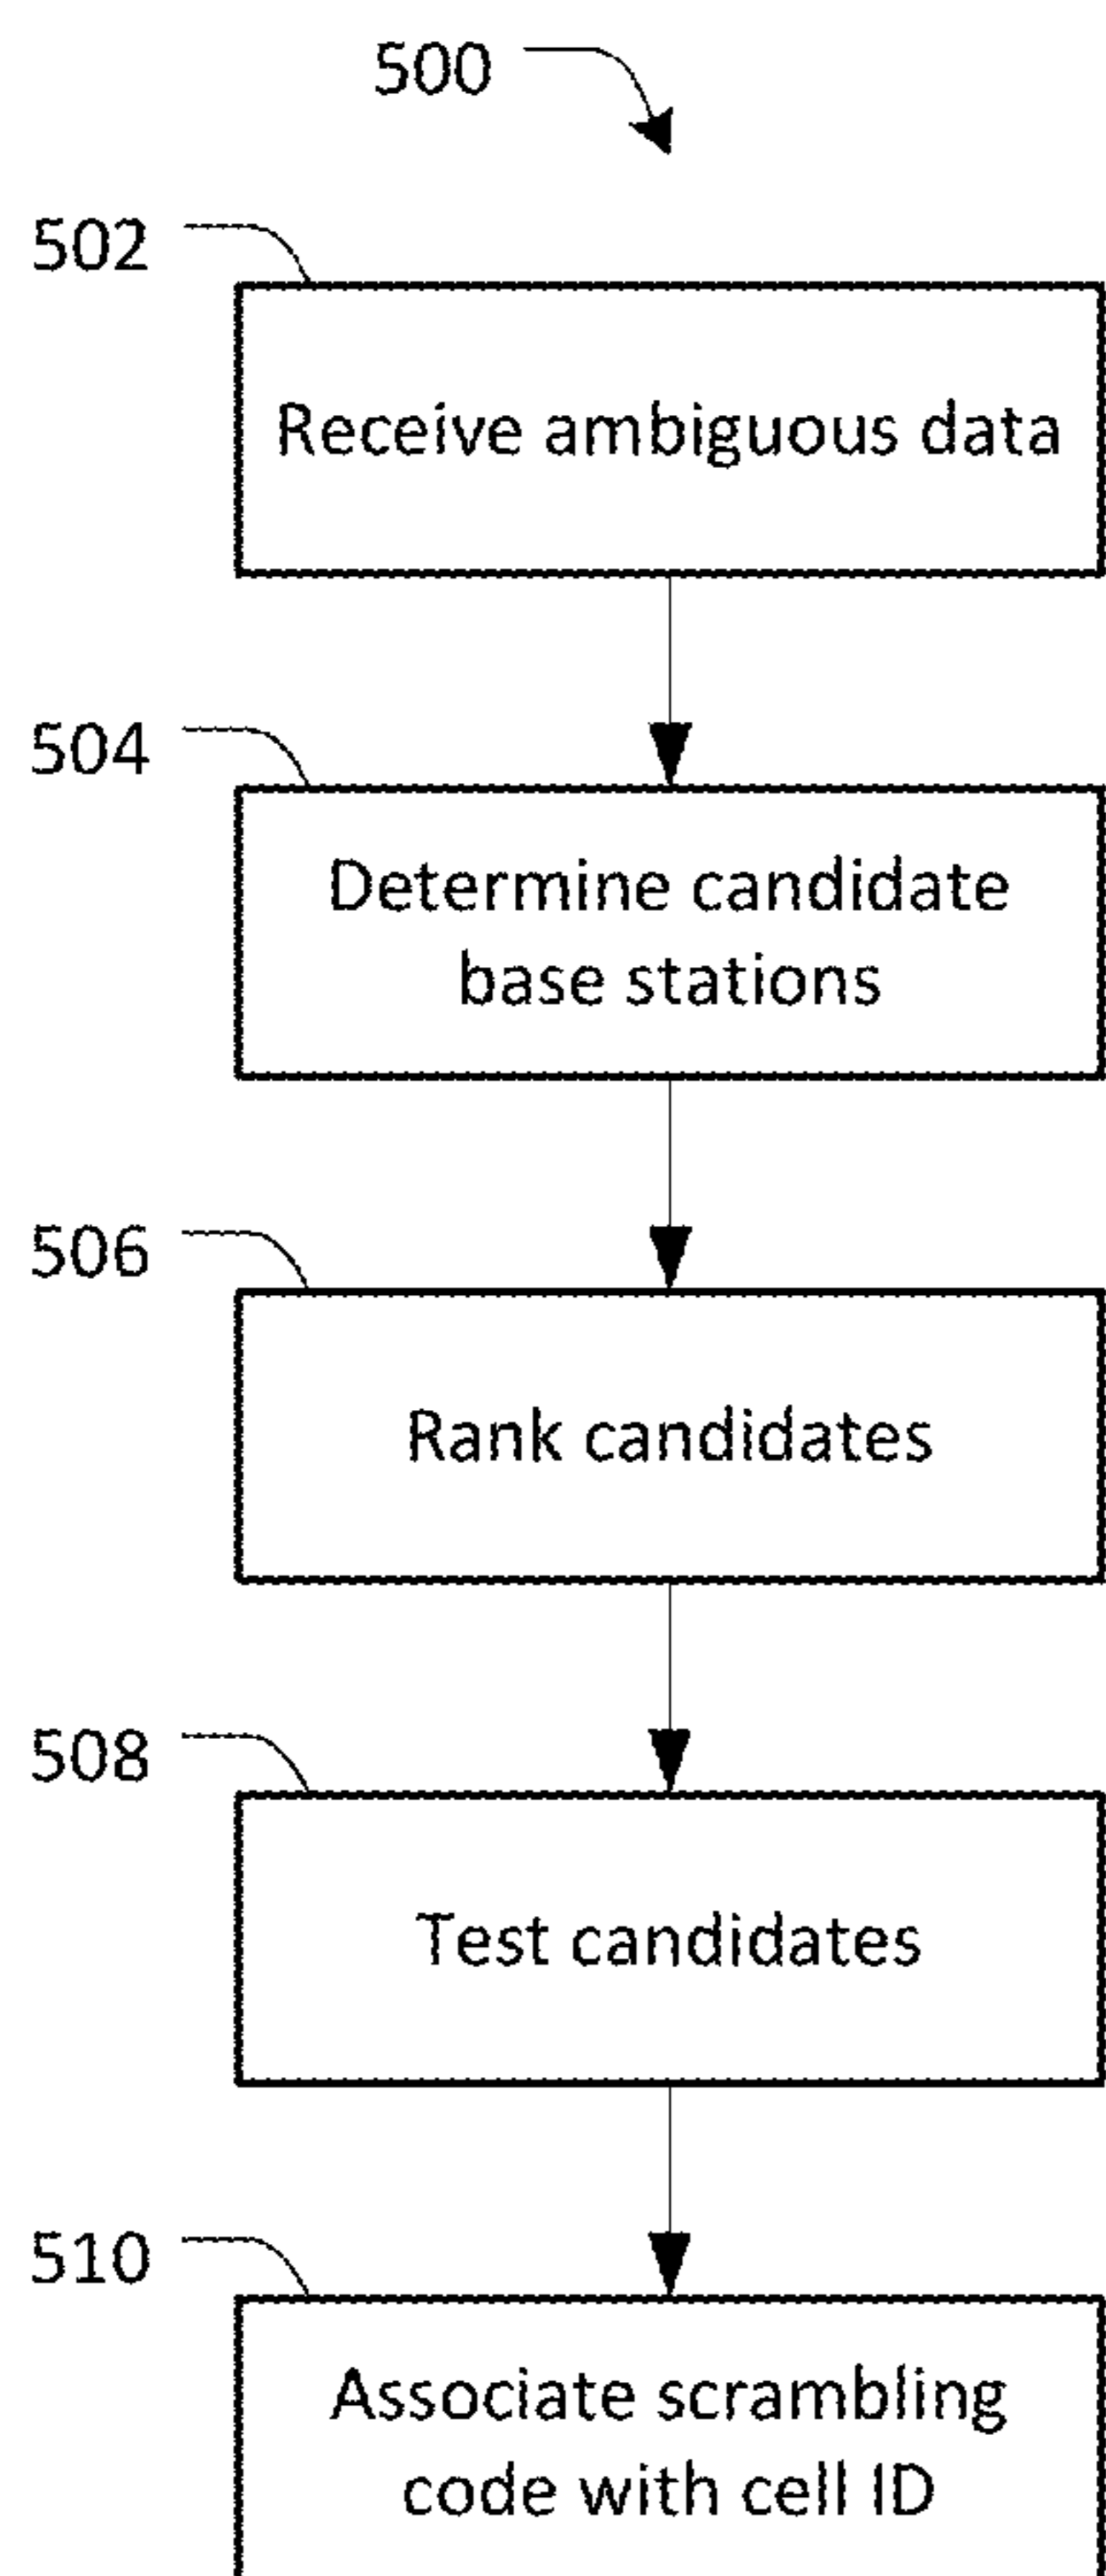 500
502
Receive ambiguous data
504
Determine candidate
base stations
506
Rank candidates
508
Test candidates
510
Associate scrambling
code with cell ID